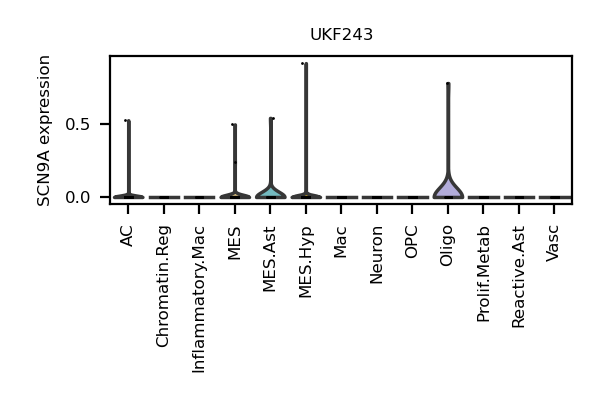 UKF243
SCN9A expression
0.5
0.0
AC
Chromatin.Reg
Inflammatory.Mac
MES
MES.Ast
MES.Hyp
Mac
Neuron
OPC
Oligo
Prolif.Metab
Reactive.Ast
Vasc